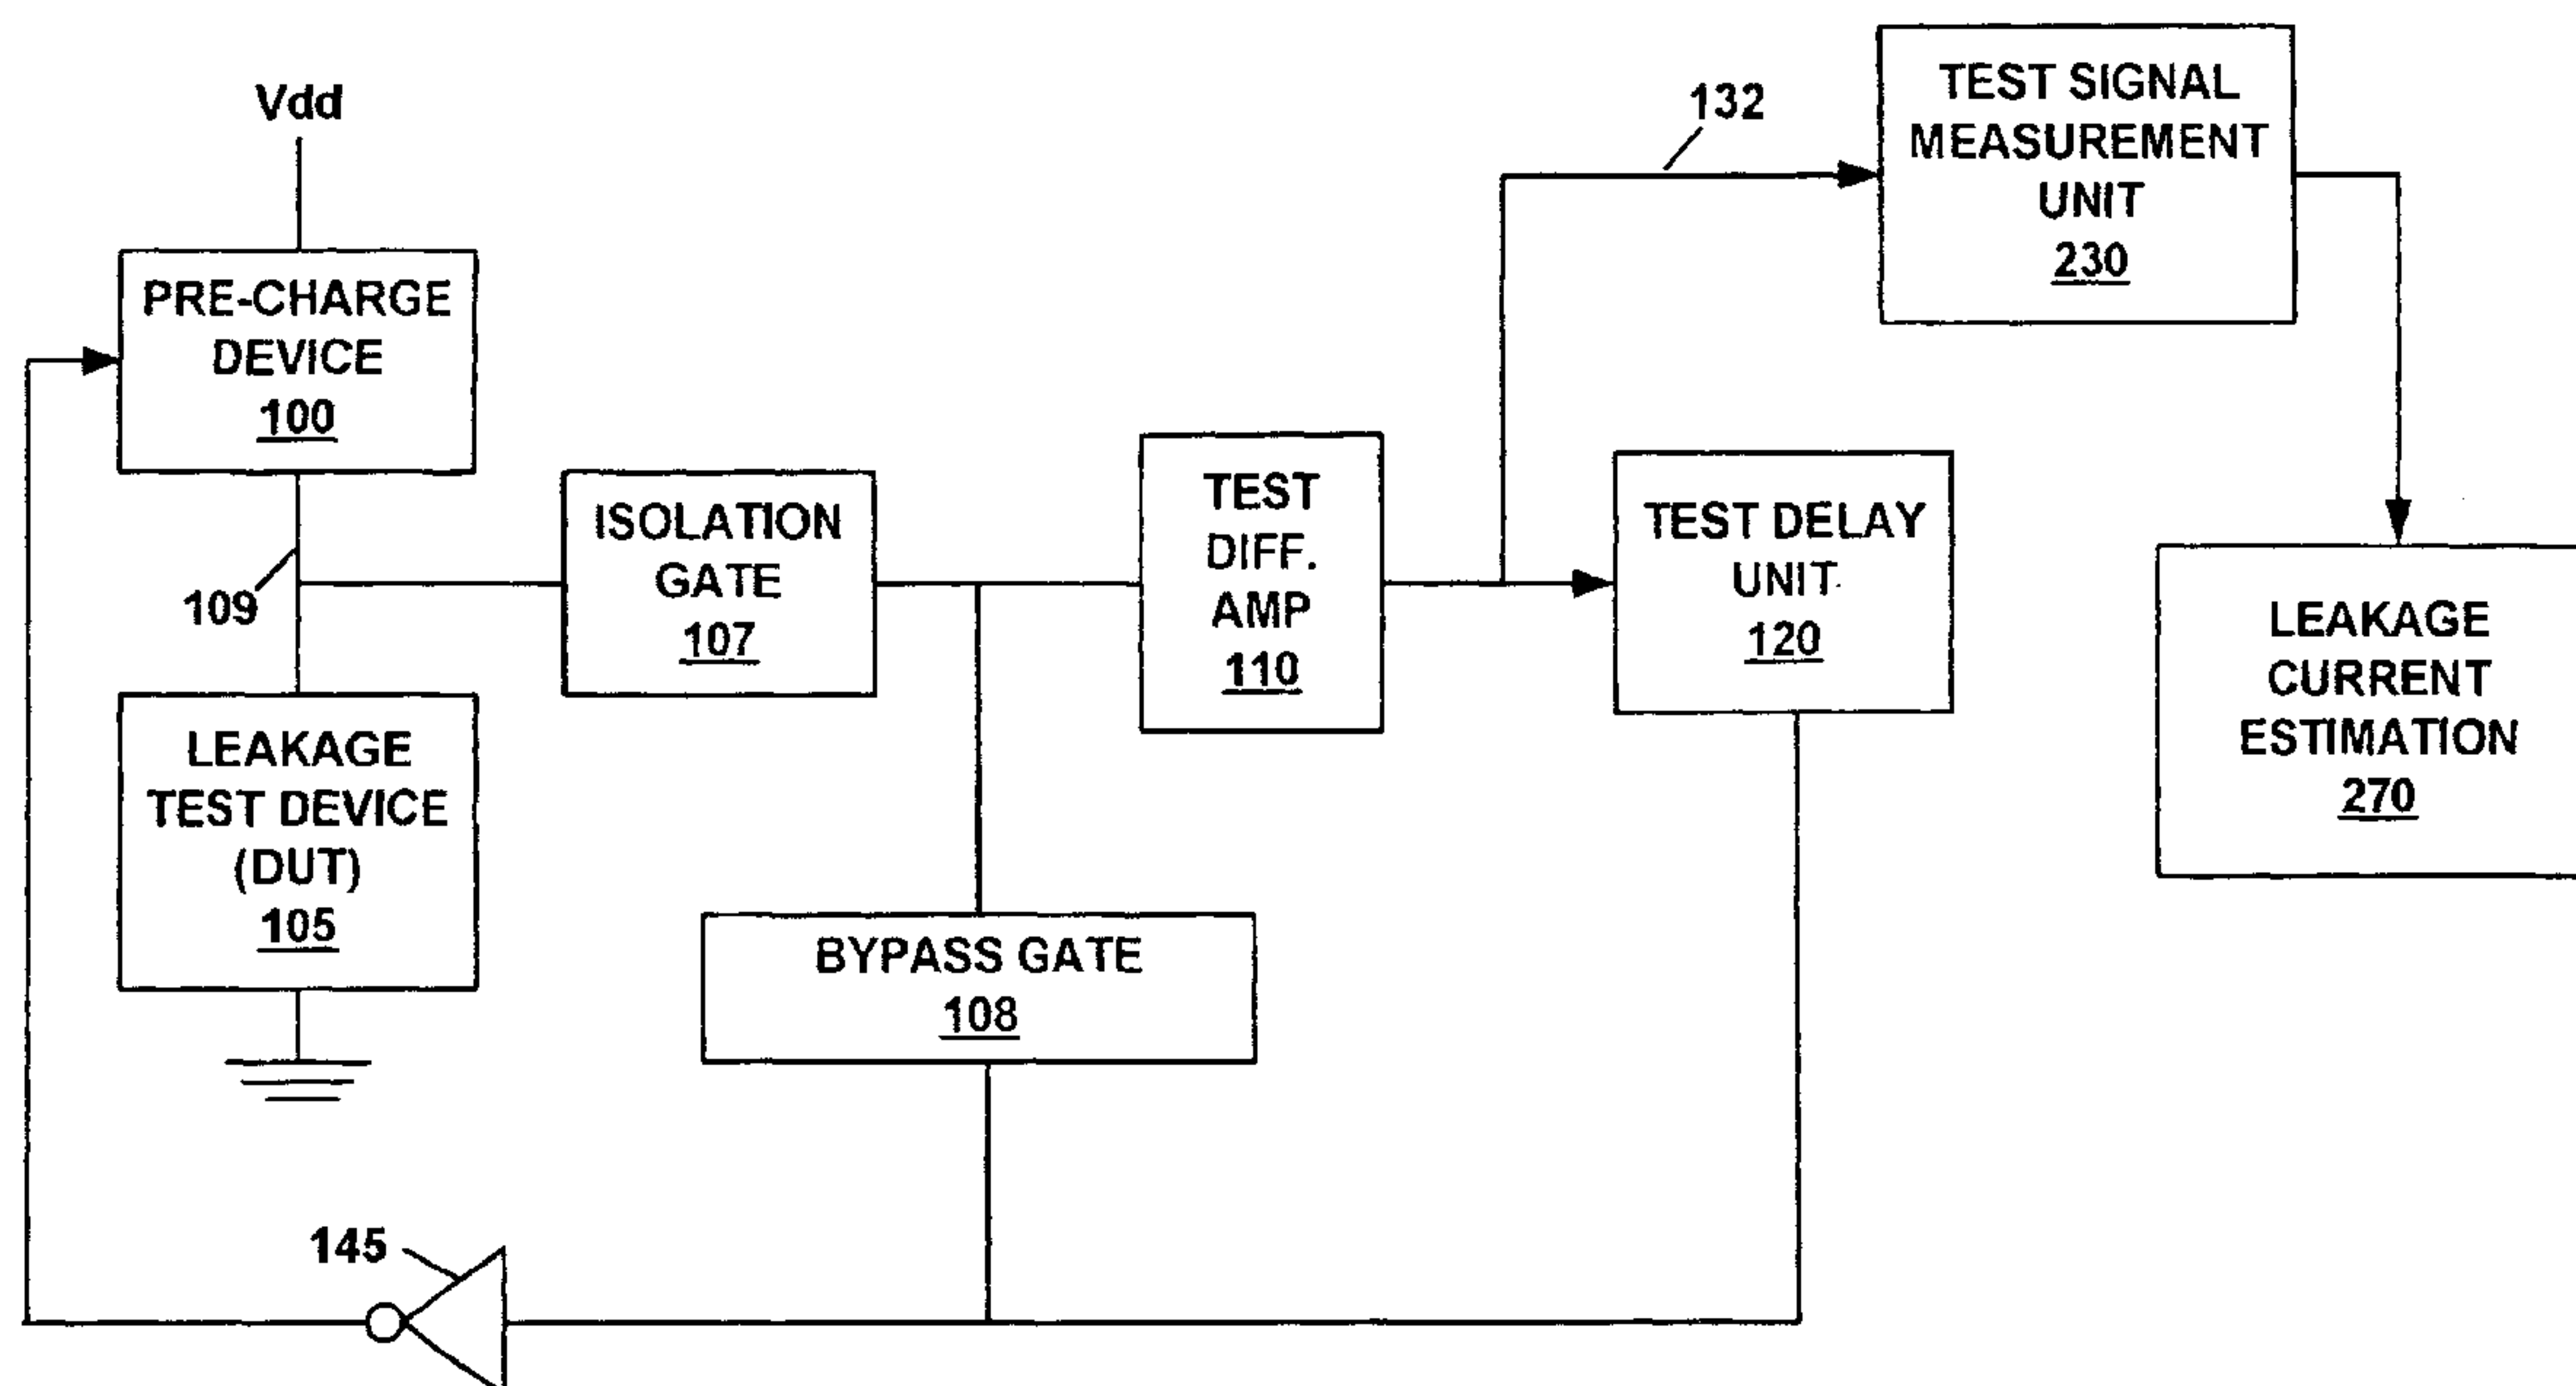 Vdd
PRE-CHARGE
DEVICE
100
109
LEAKAGE
TEST DEVICE
(DUT)
105
ISOLATION
GATE
107
BYPASS GATE
108
TEST
DIFF.
AMP
110
132
TEST SIGNAL
MEASUREMENT
UNIT
230
TEST DELAY
UNIT
120
LEAKAGE
CURRENT
ESTIMATION
270
145